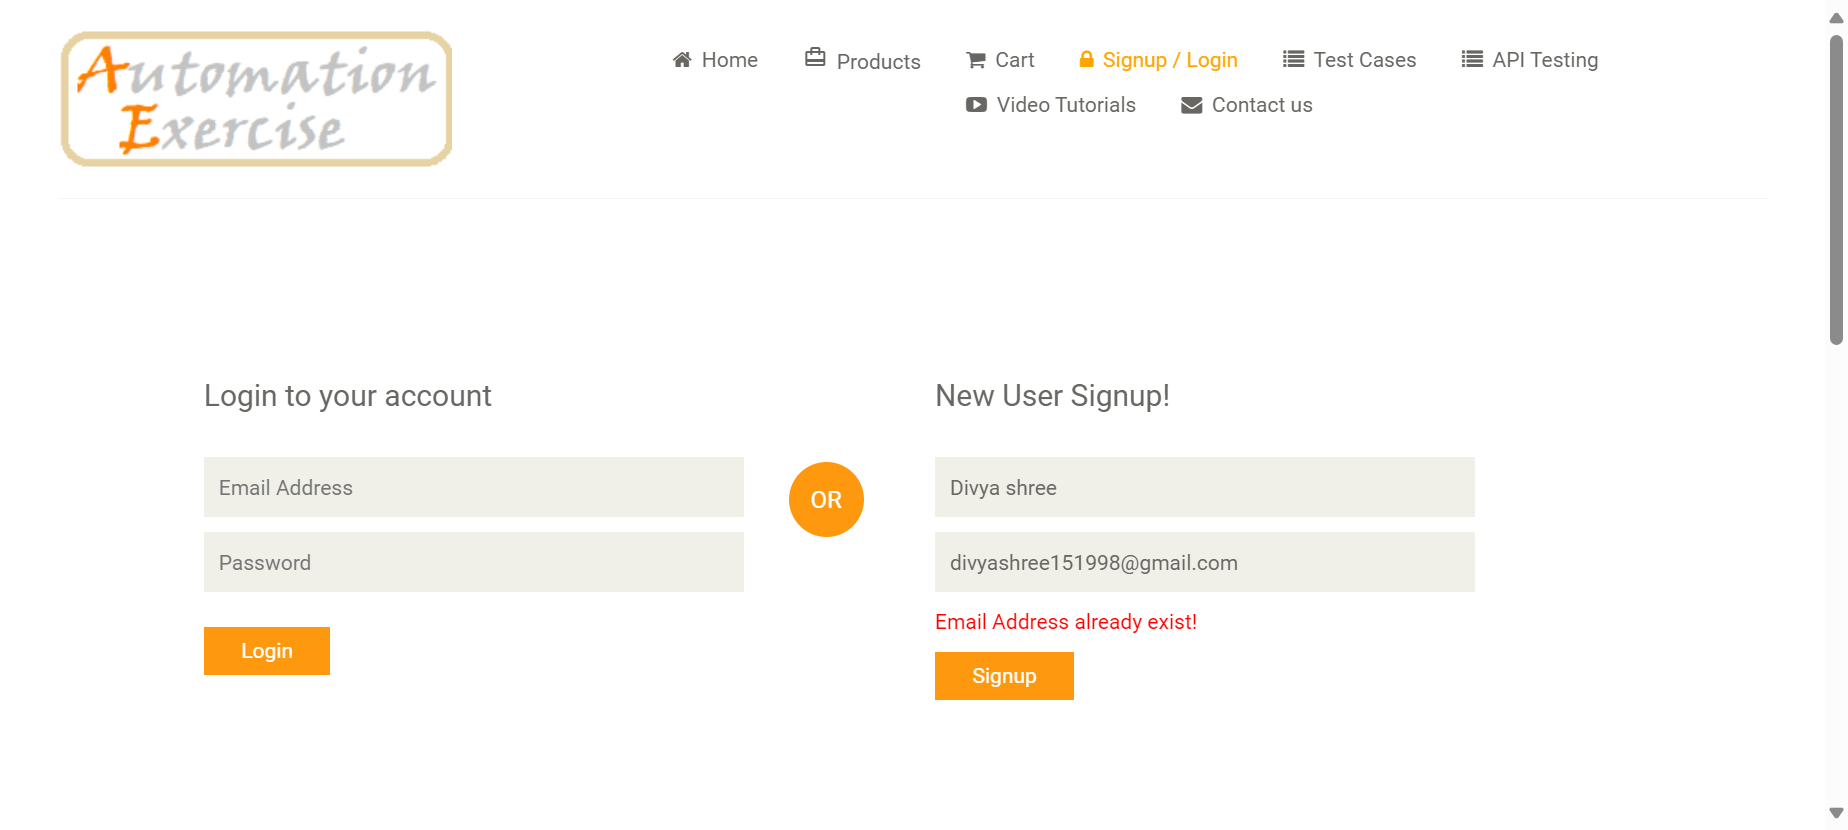 Automation
Exercise
Home Products Cart Signup / Login Test Cases API Testing
Video Tutorials Contact us
Login to your account
Email Address
Password
Login
OR
New User Signup!
Divya shree
divyashree151998@gmail.com
Email Address already exist!
Signup